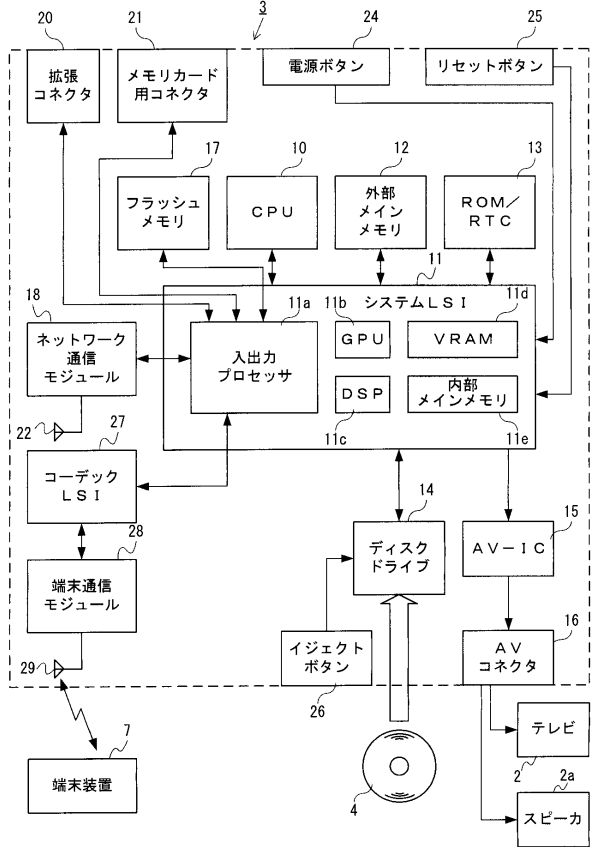 20
21
3
24
25
拡張
コネクタ
メモリカード
用コネクタ
電源ボタン
リセットボタン
17
10
12
13
フラッシュ
メモリ
CPU
外部
メイン
メモリ
ROM/
RTC
11
18
11a
11b
システムLSI
11d
ネットワーク
通信
モジュール
入出力
プロセッサ
GPU
VRAM
DSP
内部
メインメモリ
22
27
11c
11e
コーデック
LSI
14
15
28
ディスク
ドライブ
AV-IC
端末通信
モジュール
16
29
イジェクト
ボタン
AV
コネクタ
26
7
テレビ
2
端末装置
4
2a
スピーカ